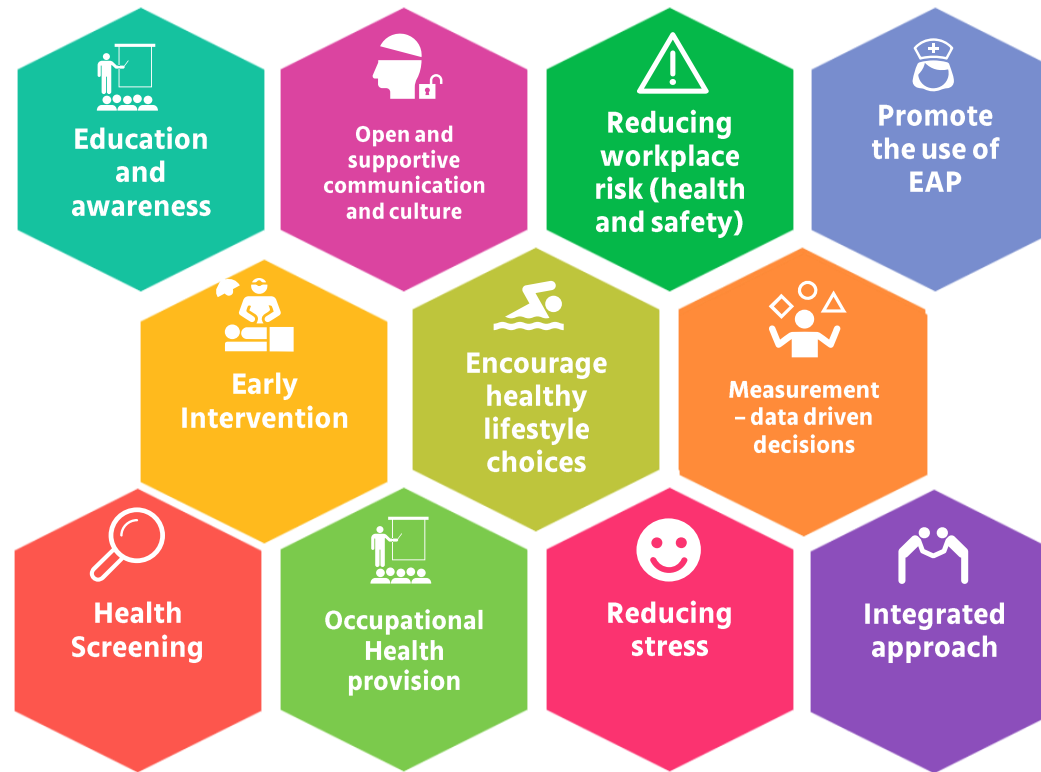 Education
and
awareness
Open and
supportive
communication
and culture
Reducing
workplace
risk (health
and safety)
Promote
the use of
EAP
Early
Intervention
Encourage
healthy
lifestyle
choices
Measurement
– data driven
decisions
Health
Screening
Occupational
Health
provision
Reducing
stress
Integrated
approach